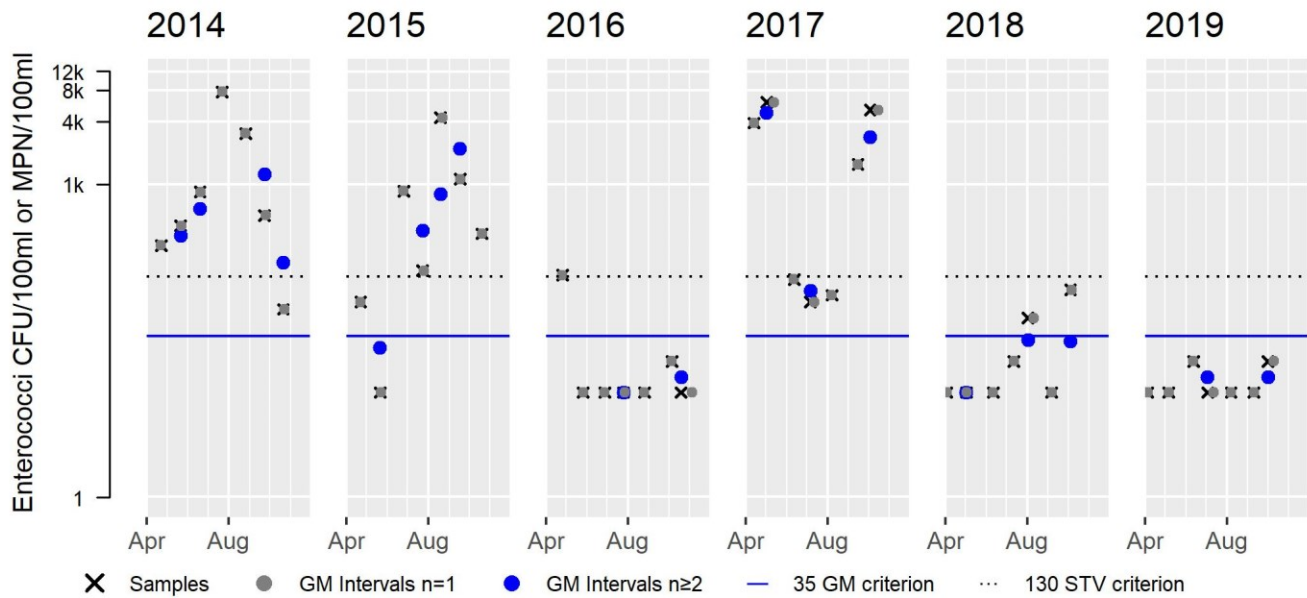 2014 2015 2016 2017 2018 2019
Enterococci CFU/100ml or MPN/100ml
12k
8k
4k
1k
1
Apr Aug Apr Aug Apr Aug Apr Aug Apr Aug Apr Aug
Samples GM Intervals n=1 GM Intervals n≥2 35 GM criterion 130 STV criterion